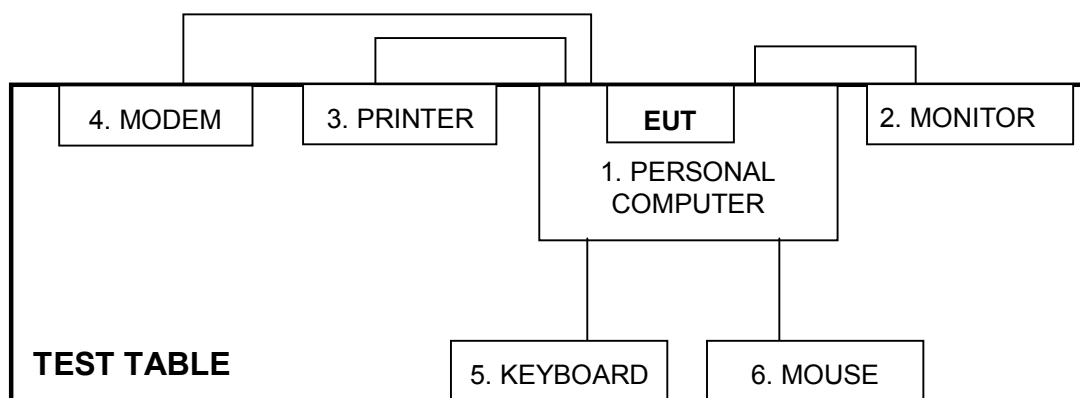 4. MODEM
3. PRINTER
EUT
2. MONITOR
1. PERSONAL
COMPUTER
TEST TABLE
5. KEYBOARD
6. MOUSE